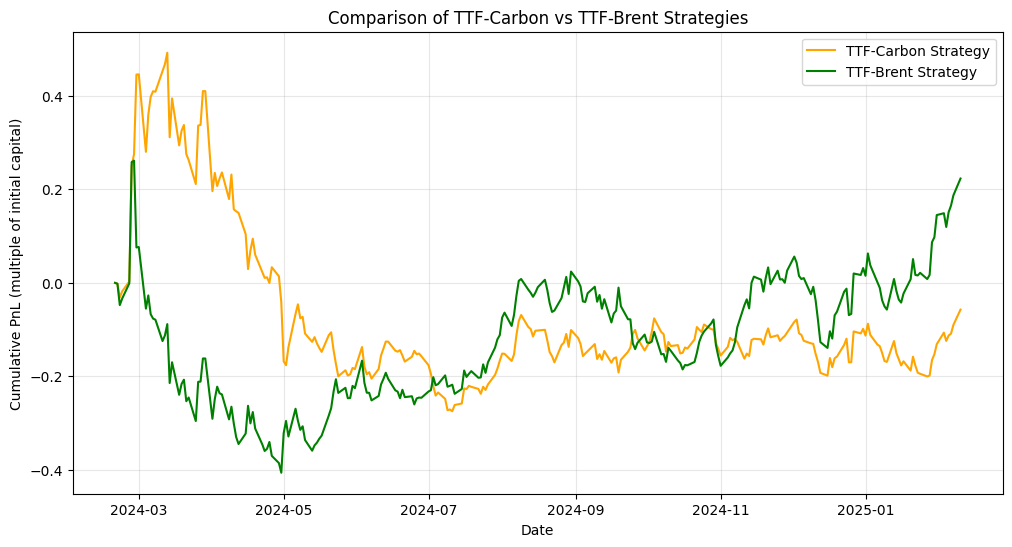 Comparison of TTF-Carbon vs TTF-Brent Strategies
TTF-Carbon Strategy
TTF-Brent Strategy
Cumulative PnL (multiple of initial capital)
0.4
0.2
0.0
−0.2
−0.4
2024-03
2024-05
2024-07
2024-09
2024-11
2025-01
Date